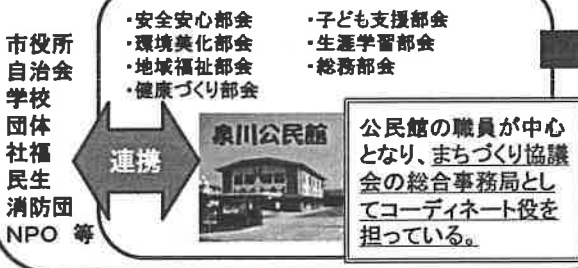 市役所
自治会
学校
団体
社福
民生
消防団
NPO 等
・安全安心部会
・環境美化部会
・地域福祉部会
・健康づくり部会
・子ども支援部会
・生涯学習部会
・総務部会
連携
泉川公民館
公民館の職員が中心
となり、まちづくり協議
会の総合事務局とし
てコーディネート役を
担っている。